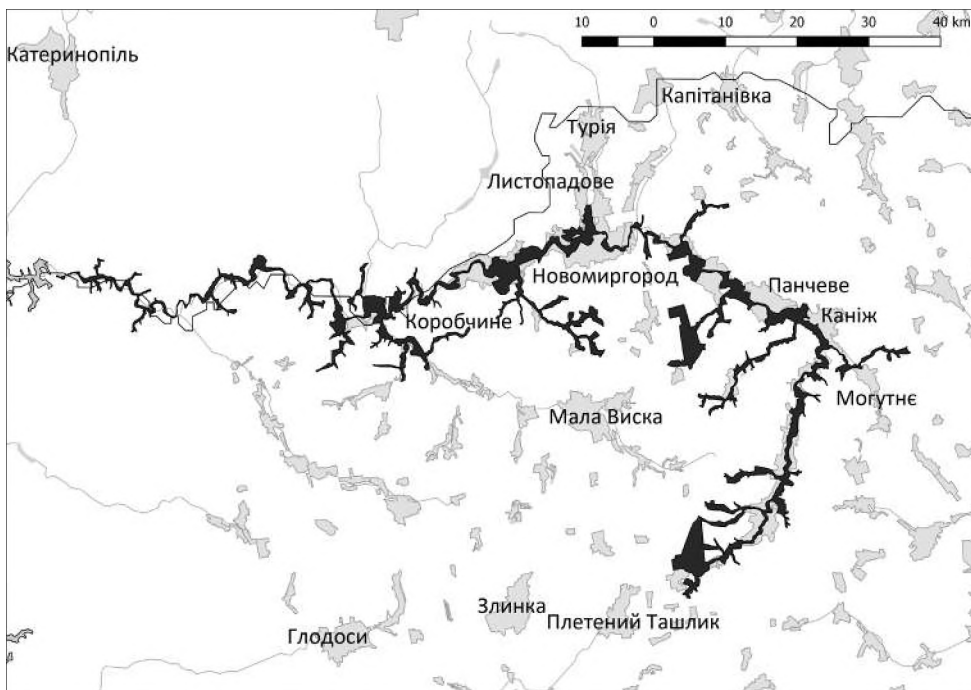 10 0 10 20 30 40 km
Катеринопіль
Капітанівка
Турія
Листопадове
Новомиргород
Панчеве
Каніж
Коробчине
Могутнє
Мала Виска
Злинка
Плетений Ташлик
Глодоси